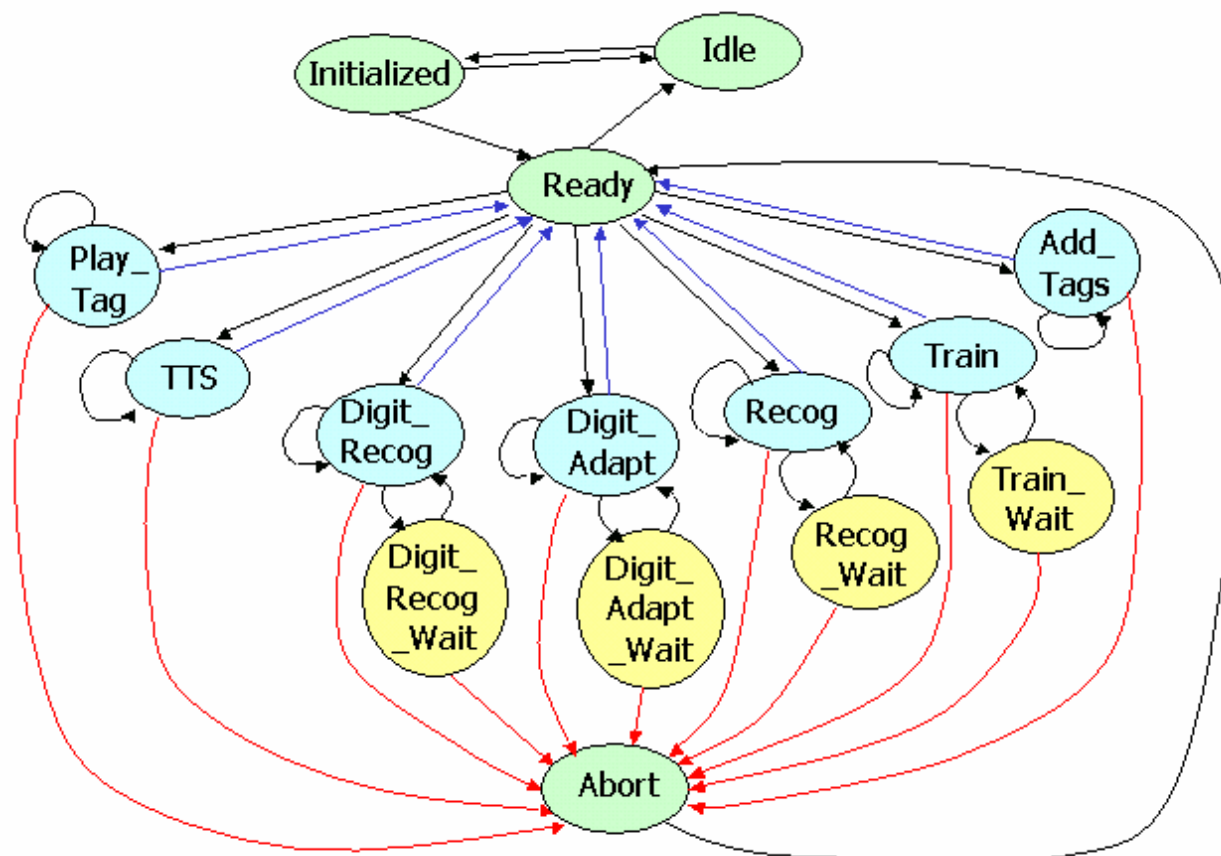 Initialized
Idle
Ready
Play_
Tag
Add_
Tags
TTS
Train
Digit_
Recog
Digit_
Adapt
Recog
Train_
Wait
Digit_
Recog
_Wait
Digit_
Adapt
_Wait
Recog
_Wait
Abort